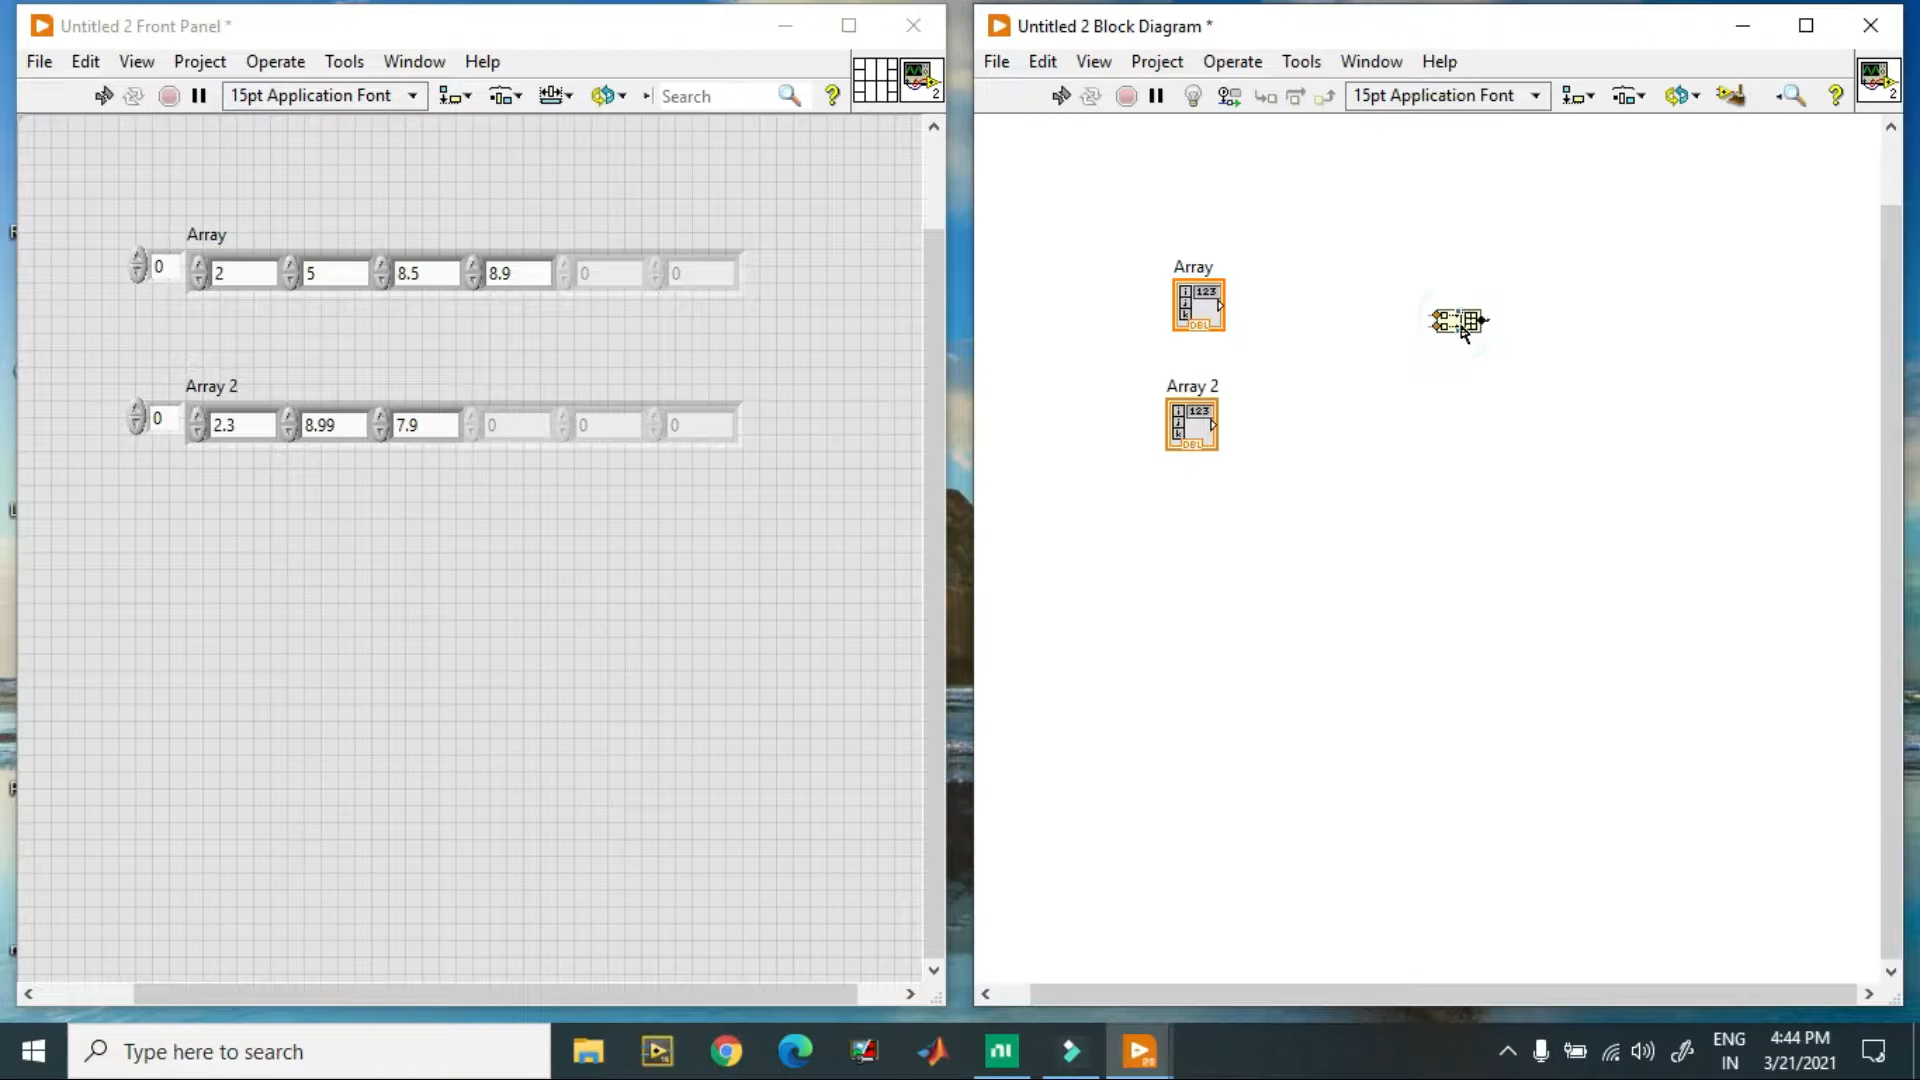 Untitled 2 Front Panel *
File Edit View Project Operate Tools Window Help
15pt Application Font
Search
2
Array
0 2 5 8.5 8.9 0 0
Array 2
0 2.3 8.99 7.9 0 0 0
Untitled 2 Block Diagram *
File Edit View Project Operate Tools Window Help
15pt Application Font
2
Array
123
DBL
Array 2
123
DBL
Type here to search
ENG
IN
4:44 PM
3/21/2021